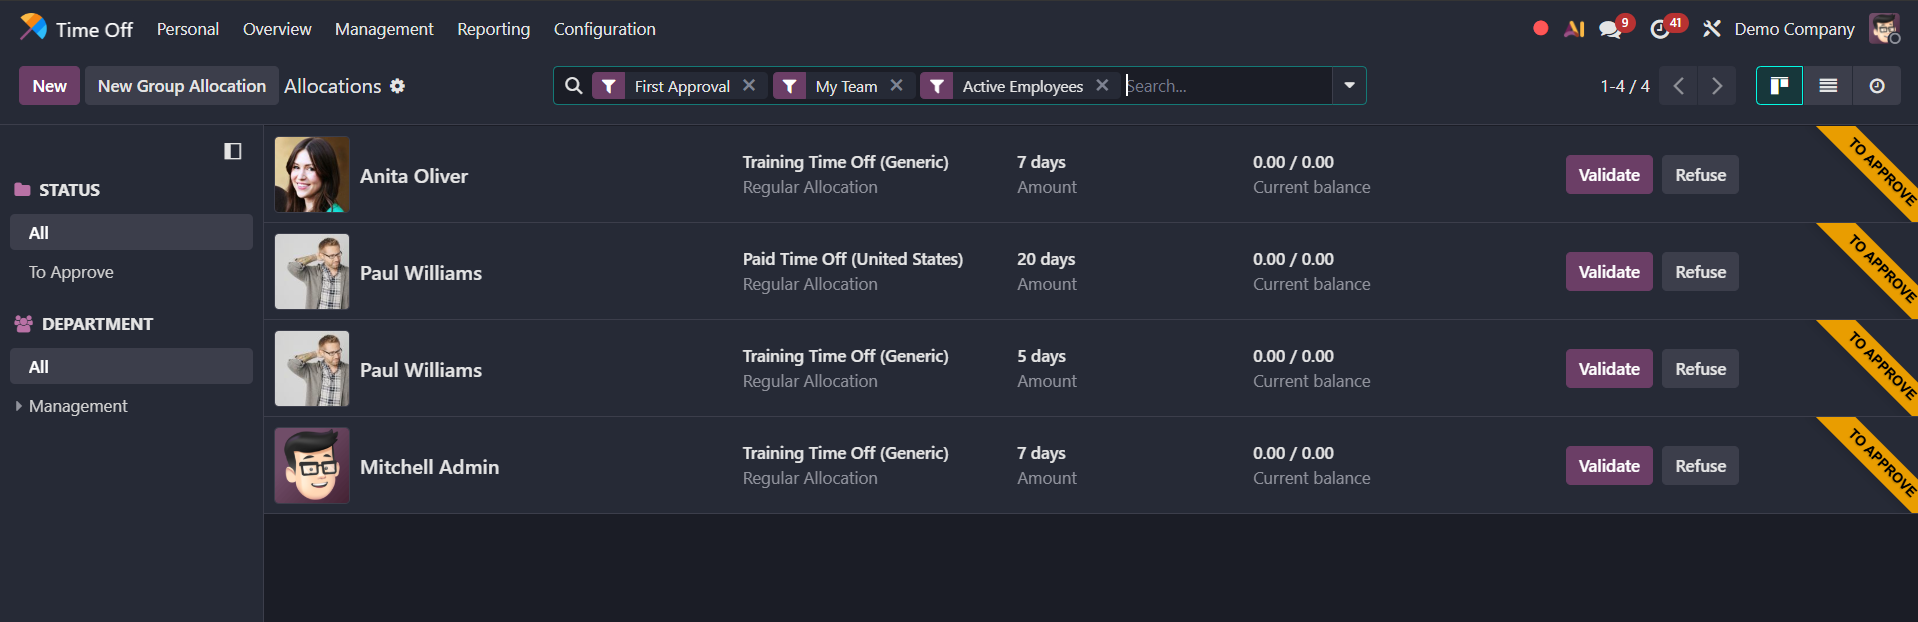 Time Off Personal Overview Management Reporting Configuration 9 41 Demo Company
New New Group Allocation Allocations First Approval My Team Active Employees Search... 1-4 / 4
STATUS
All
To Approve
DEPARTMENT
All
Management
Anita Oliver
Training Time Off (Generic)
Regular Allocation
7 days
Amount
0.00 / 0.00
Current balance
Validate Refuse
TO APPROVE
Paul Williams
Paid Time Off (United States)
Regular Allocation
20 days
Amount
0.00 / 0.00
Current balance
Validate Refuse
TO APPROVE
Paul Williams
Training Time Off (Generic)
Regular Allocation
5 days
Amount
0.00 / 0.00
Current balance
Validate Refuse
TO APPROVE
Mitchell Admin
Training Time Off (Generic)
Regular Allocation
7 days
Amount
0.00 / 0.00
Current balance
Validate Refuse
TO APPROVE